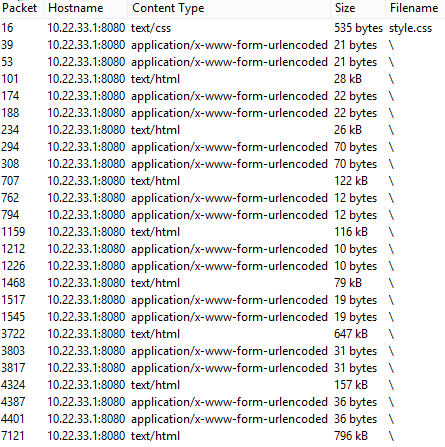 Packet Hostname Content Type Size Filename
16 10.22.33.1:8080 text/css 535 bytes style.css
39 10.22.33.1:8080 application/x-www-form-urlencoded 21 bytes \
53 10.22.33.1:8080 application/x-www-form-urlencoded 21 bytes \
101 10.22.33.1:8080 text/html 28 kB \
174 10.22.33.1:8080 application/x-www-form-urlencoded 22 bytes \
188 10.22.33.1:8080 application/x-www-form-urlencoded 22 bytes \
234 10.22.33.1:8080 text/html 26 kB \
294 10.22.33.1:8080 application/x-www-form-urlencoded 70 bytes \
308 10.22.33.1:8080 application/x-www-form-urlencoded 70 bytes \
707 10.22.33.1:8080 text/html 122 kB \
762 10.22.33.1:8080 application/x-www-form-urlencoded 12 bytes \
794 10.22.33.1:8080 application/x-www-form-urlencoded 12 bytes \
1159 10.22.33.1:8080 text/html 116 kB \
1212 10.22.33.1:8080 application/x-www-form-urlencoded 10 bytes \
1226 10.22.33.1:8080 application/x-www-form-urlencoded 10 bytes \
1468 10.22.33.1:8080 text/html 79 kB \
1517 10.22.33.1:8080 application/x-www-form-urlencoded 19 bytes \
1545 10.22.33.1:8080 application/x-www-form-urlencoded 19 bytes \
3722 10.22.33.1:8080 text/html 647 kB \
3803 10.22.33.1:8080 application/x-www-form-urlencoded 31 bytes \
3817 10.22.33.1:8080 application/x-www-form-urlencoded 31 bytes \
4324 10.22.33.1:8080 text/html 157 kB \
4387 10.22.33.1:8080 application/x-www-form-urlencoded 36 bytes \
4401 10.22.33.1:8080 application/x-www-form-urlencoded 36 bytes \
7121 10.22.33.1:8080 text/html 796 kB \